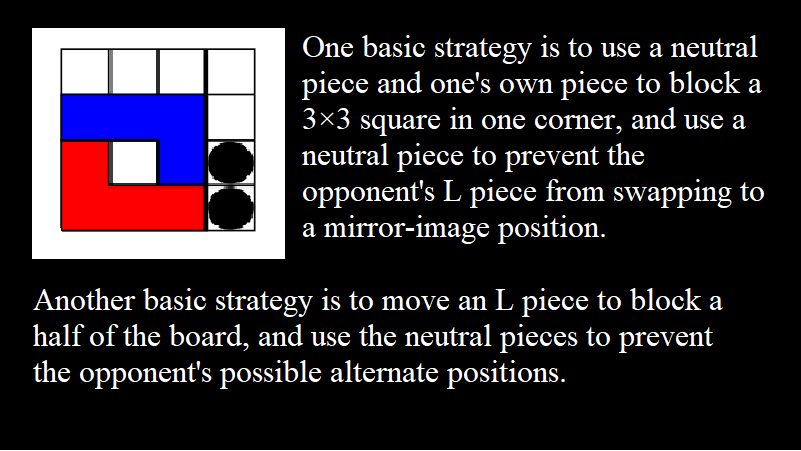 One basic strategy is to use a neutral
piece and one's own piece to block a
3×3 square in one corner, and use a
neutral piece to prevent the
opponent's L piece from swapping to
a mirror-image position.
Another basic strategy is to move an L piece to block a
half of the board, and use the neutral pieces to prevent
the opponent's possible alternate positions.